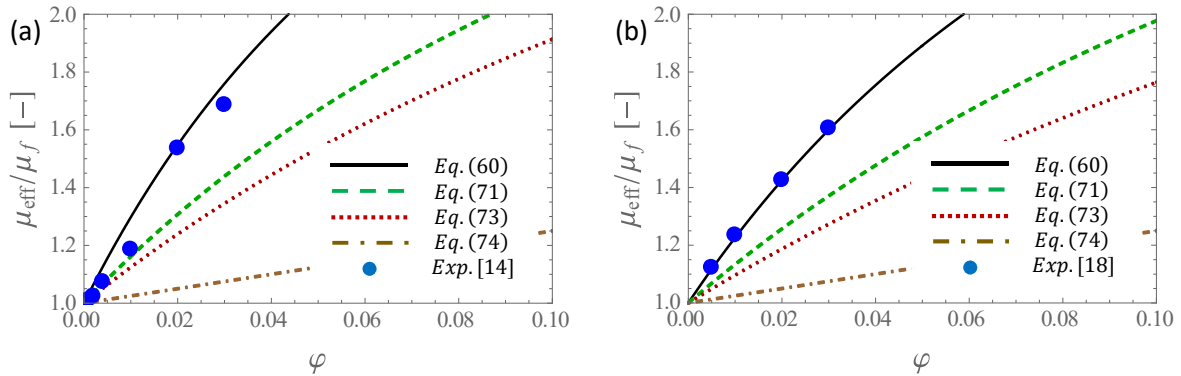 (a)
μeff/μf [−]
2.0
1.8
1.6
1.4
1.2
1.0
0.00 0.02 0.04 0.06 0.08 0.10
φ
Eq.(60)
Eq.(71)
Eq.(73)
Eq.(74)
Exp.[14]
(b)
μeff/μf [−]
2.0
1.8
1.6
1.4
1.2
1.0
0.00 0.02 0.04 0.06 0.08 0.10
φ
Eq.(60)
Eq.(71)
Eq.(73)
Eq.(74)
Exp.[18]